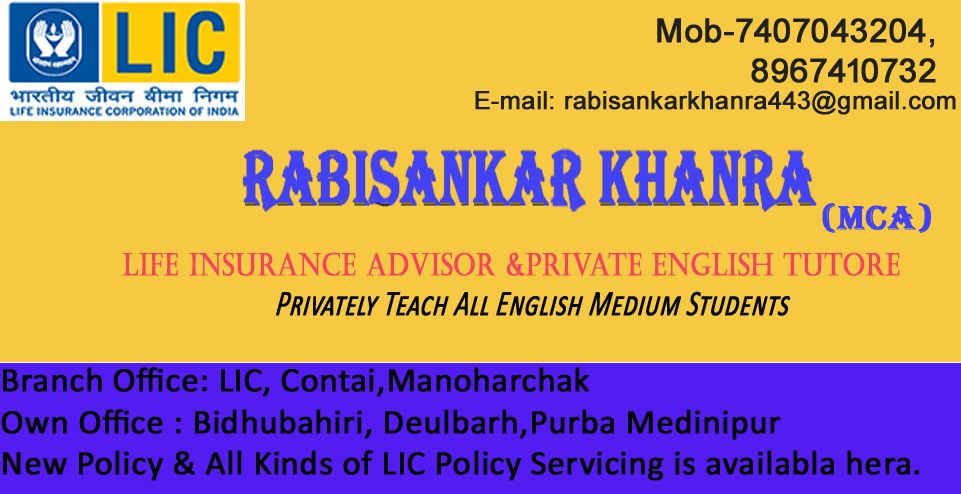 LIC
भारतीय जीवन बीमा निगम
LIFE INSURANCE CORPORATION OF INDIA
Mob-7407043204,
8967410732
E-mail: rabisankarkhanra443@gmail.com
RABISANKAR KHANRA
(MCA)
LIFE INSURANCE ADVISOR &PRIVATE ENGLISH TUTORE
PRIVATELY TEACH ALL ENGLISH MEDIUM STUDENTS
Branch Office: LIC, Contai,Manoharchak
Own Office : Bidhubahiri, Deulbarh,Purba Medinipur
New Policy & All Kinds of LIC Policy Servicing is availabla hera.